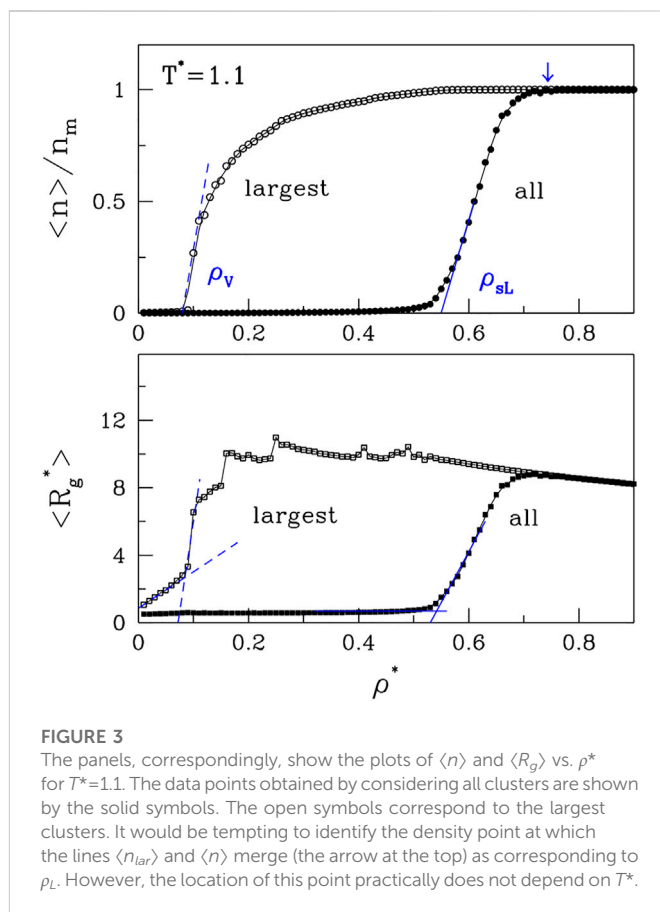 T*=1.1
1
0.5
0
<n>/n_m
largest
all
ρ_V
ρ_sL
0 0.2 0.4 0.6 0.8
12
8
4
0
<R_g^*>
largest
all
0 0.2 0.4 0.6 0.8
ρ*
FIGURE 3
The panels, correspondingly, show the plots of ⟨n⟩ and ⟨R_g⟩ vs. ρ*
for T*=1.1. The data points obtained by considering all clusters are shown
by the solid symbols. The open symbols correspond to the largest
clusters. It would be tempting to identify the density point at which
the lines ⟨n_lar⟩ and ⟨n⟩ merge (the arrow at the top) as corresponding to
ρ_L. However, the location of this point practically does not depend on T*.